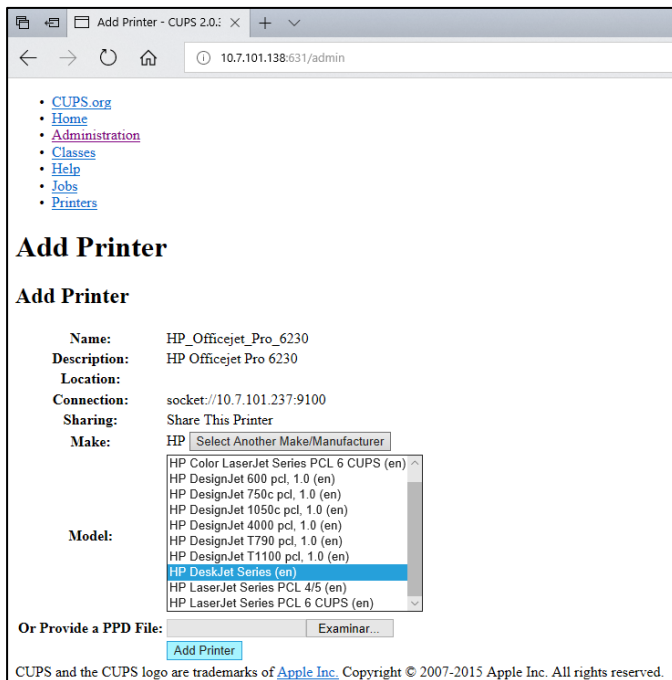 Add Printer - CUPS 2.0.:
10.7.101.138:631/admin
CUPS.org
Home
Administration
Classes
Help
Jobs
Printers
Add Printer
Add Printer
Name: HP_Officejet_Pro_6230
Description: HP Officejet Pro 6230
Location:
Connection: socket://10.7.101.237:9100
Sharing: Share This Printer
Make: HP Select Another Make/Manufacturer
HP Color LaserJet Series PCL 6 CUPS (en)
HP DesignJet 600 pcl, 1.0 (en)
HP DesignJet 750c pcl, 1.0 (en)
HP DesignJet 1050c pcl, 1.0 (en)
HP DesignJet 4000 pcl, 1.0 (en)
Model: HP DesignJet T790 pcl, 1.0 (en)
HP DesignJet T1100 pcl, 1.0 (en)
HP DeskJet Series (en)
HP LaserJet Series PCL 4/5 (en)
HP LaserJet Series PCL 6 CUPS (en)
Or Provide a PPD File: Examinar...
Add Printer
CUPS and the CUPS logo are trademarks of Apple Inc. Copyright © 2007-2015 Apple Inc. All rights reserved.